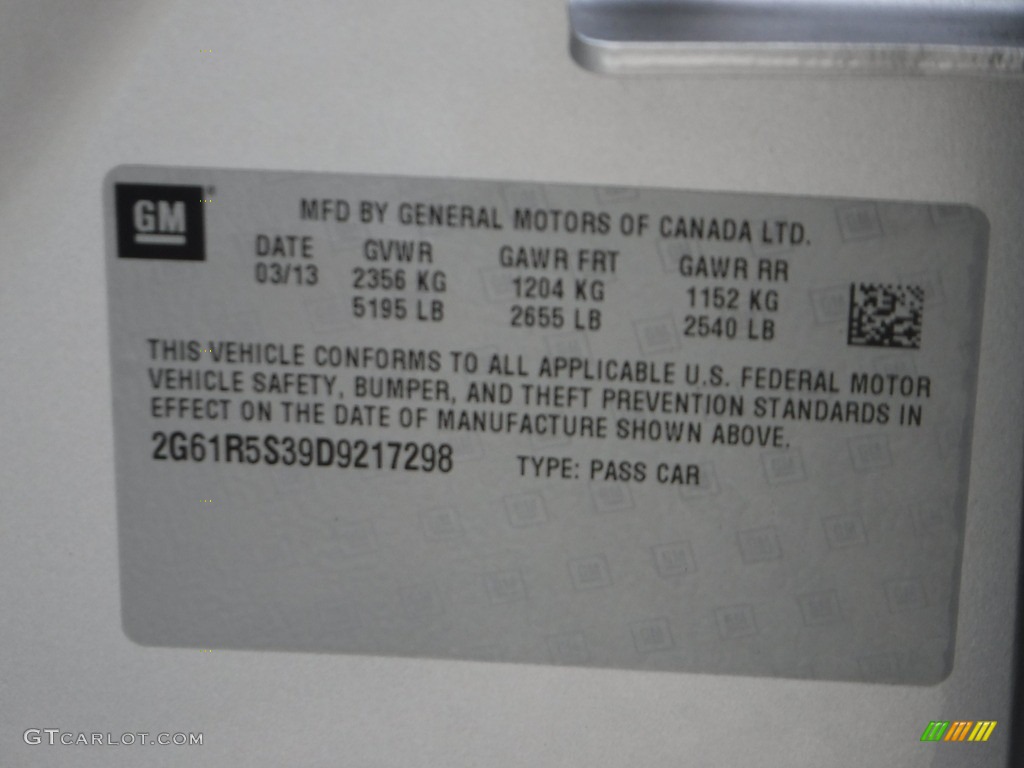 GM
MFD BY GENERAL MOTORS OF CANADA LTD.
DATE GVWR GAWR FRT GAWR RR
03/13 2356 KG 1204 KG 1152 KG
5195 LB 2655 LB 2540 LB
THIS VEHICLE CONFORMS TO ALL APPLICABLE U.S. FEDERAL MOTOR
VEHICLE SAFETY, BUMPER, AND THEFT PREVENTION STANDARDS IN
EFFECT ON THE DATE OF MANUFACTURE SHOWN ABOVE.
2G61R5S39D9217298 TYPE: PASS CAR
GTCARLOT.COM